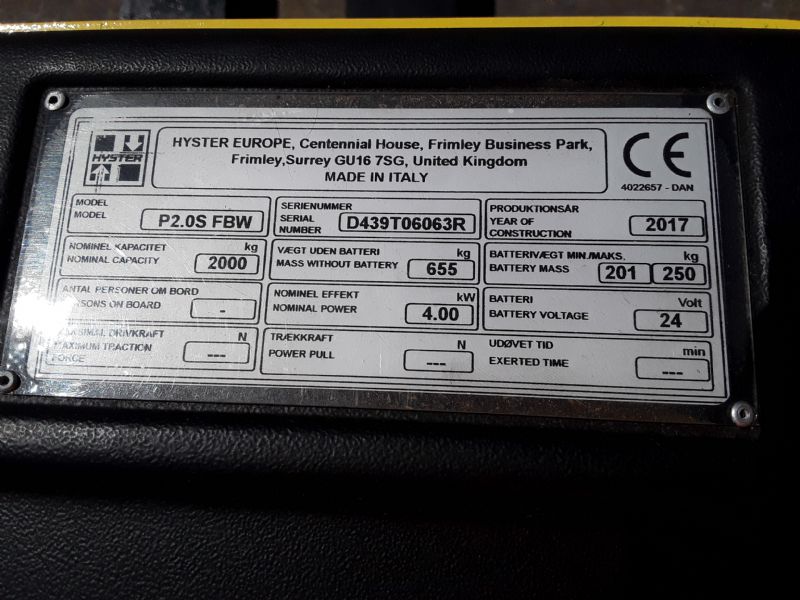 HYSTER
HYSTER EUROPE, Centennial House, Frimley Business Park,
Frimley,Surrey GU16 7SG, United Kingdom
MADE IN ITALY
CE
4022657 - DAN
MODEL
MODEL
P2.0S FBW
SERIENUMMER
SERIAL
NUMBER
D439T06063R
PRODUKTIONSÅR
YEAR OF
CONSTRUCTION
2017
NOMINEL KAPACITET kg
NOMINAL CAPACITY 2000
VÆGT UDEN BATTERI kg
MASS WITHOUT BATTERY 655
BATTERIVÆGT MIN./MAKS. kg
BATTERY MASS 201 250
ANTAL PERSONER OM BORD
PERSONS ON BOARD -
NOMINEL EFFEKT kW
NOMINAL POWER 4.00
BATTERI Volt
BATTERY VOLTAGE 24
MAKSIMAL DRIVKRAFT N
MAXIMUM TRACTION
FORCE ---
TRÆKKRAFT N
POWER PULL ---
UDØVET TID min
EXERTED TIME ---